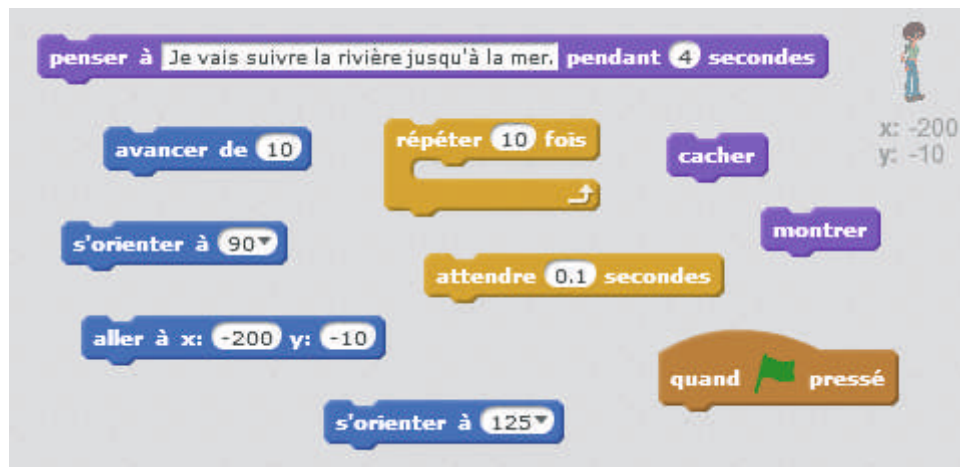 penser à Je vais suivre la rivière jusqu'à la mer. pendant 4 secondes
avancer de 10
répéter 10 fois
cacher
x: -200
y: -10
s'orienter à 90
montrer
attendre 0.1 secondes
aller à x: -200 y: -10
quand pressé
s'orienter à 125